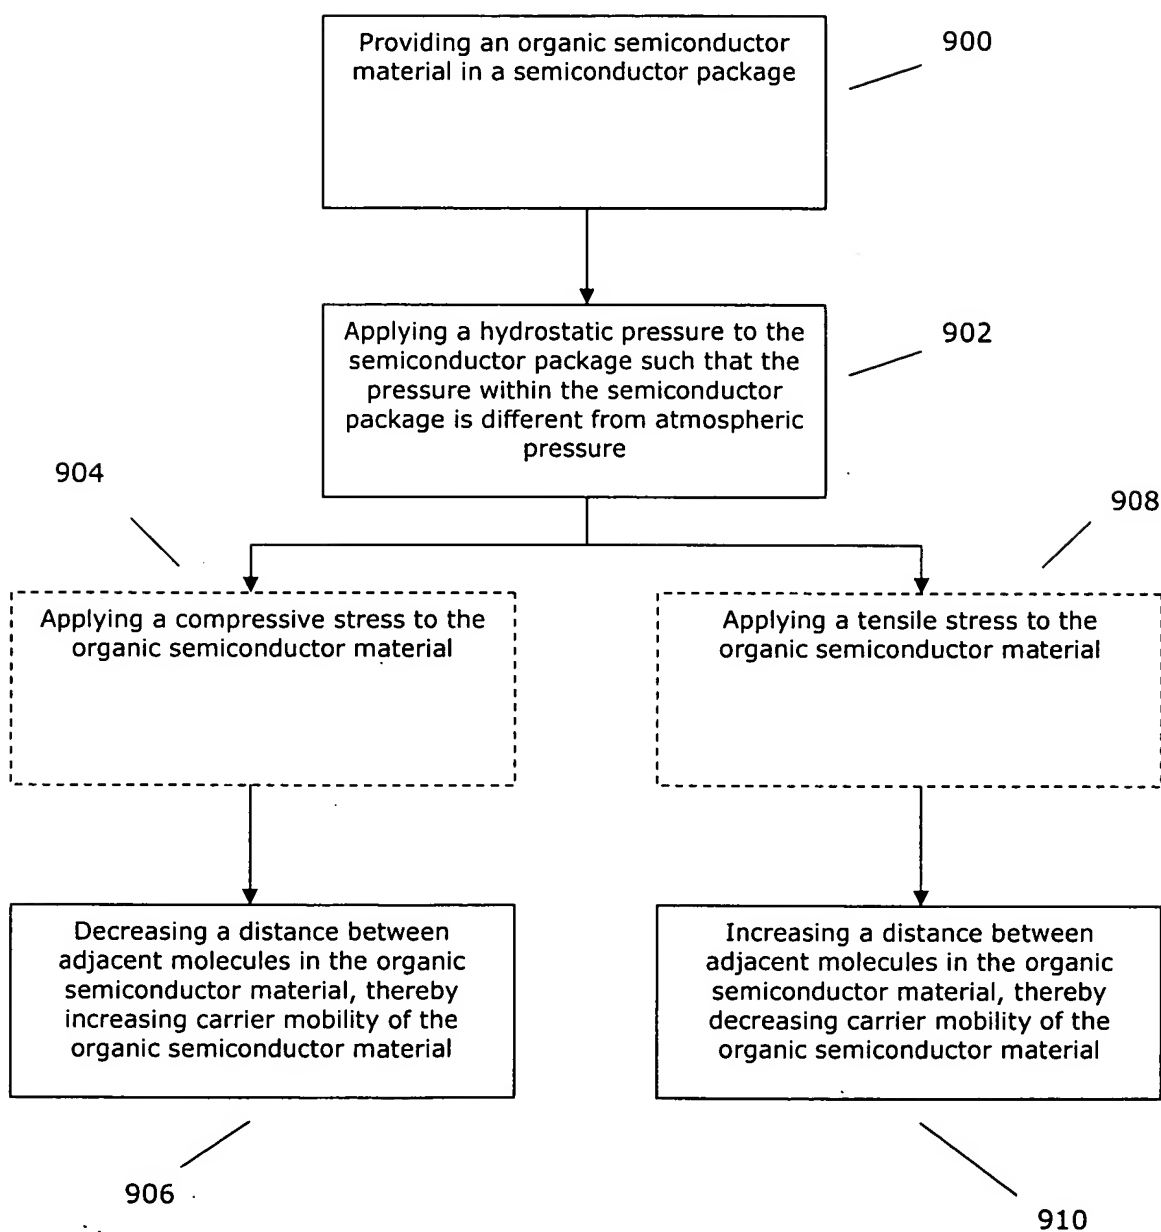 Providing an organic semiconductor
material in a semiconductor package
900
Applying a hydrostatic pressure to the
semiconductor package such that the
pressure within the semiconductor
package is different from atmospheric
pressure
902
904
908
Applying a compressive stress to the
organic semiconductor material
Applying a tensile stress to the
organic semiconductor material
Decreasing a distance between
adjacent molecules in the organic
semiconductor material, thereby
increasing carrier mobility of the
organic semiconductor material
Increasing a distance between
adjacent molecules in the organic
semiconductor material, thereby
decreasing carrier mobility of the
organic semiconductor material
906
910